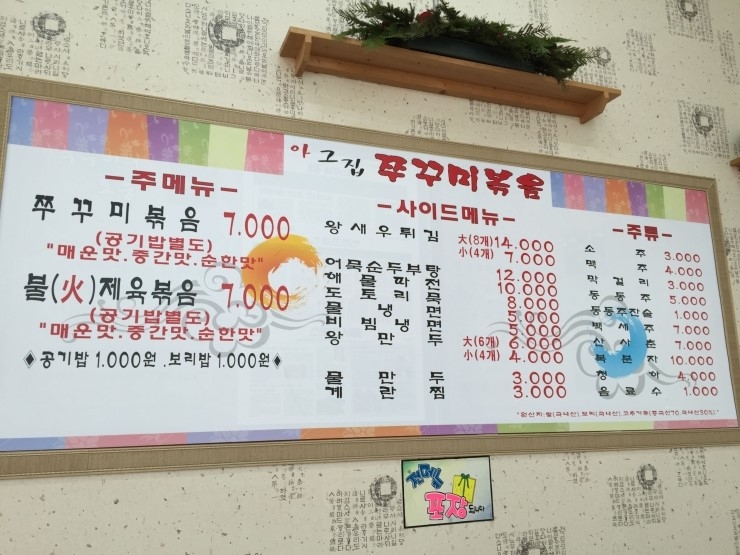 아그집 쭈꾸미볶음
-주메뉴-
쭈꾸미볶음 7.000
(공기밥별도)
"매운맛.중간맛.순한맛"
불(火)제육볶음 7.000
(공기밥별도)
"매운맛.중간맛.순한맛"
◆공기밥 1.000원 .보리밥 1.000원◆
-사이드메뉴-
왕새우튀김 大(8개) 14.000
小(4개) 7.000
어묵순두부탕 12.000
해물파전 10.000
도토리묵 8.000
물냉면 5.000
비빔냉면 5.000
왕만두 大(6개) 6.000
小(4개) 4.000
물만두 3.000
계란찜 3.000
-주류-
소주 3.000
맥주 4.000
막걸리 3.000
동동주 5.000
동동주잔술 1.000
백세주 7.000
산사춘 7.000
복분자 10.000
청하 4.000
음료수 1.000
포장됩니다